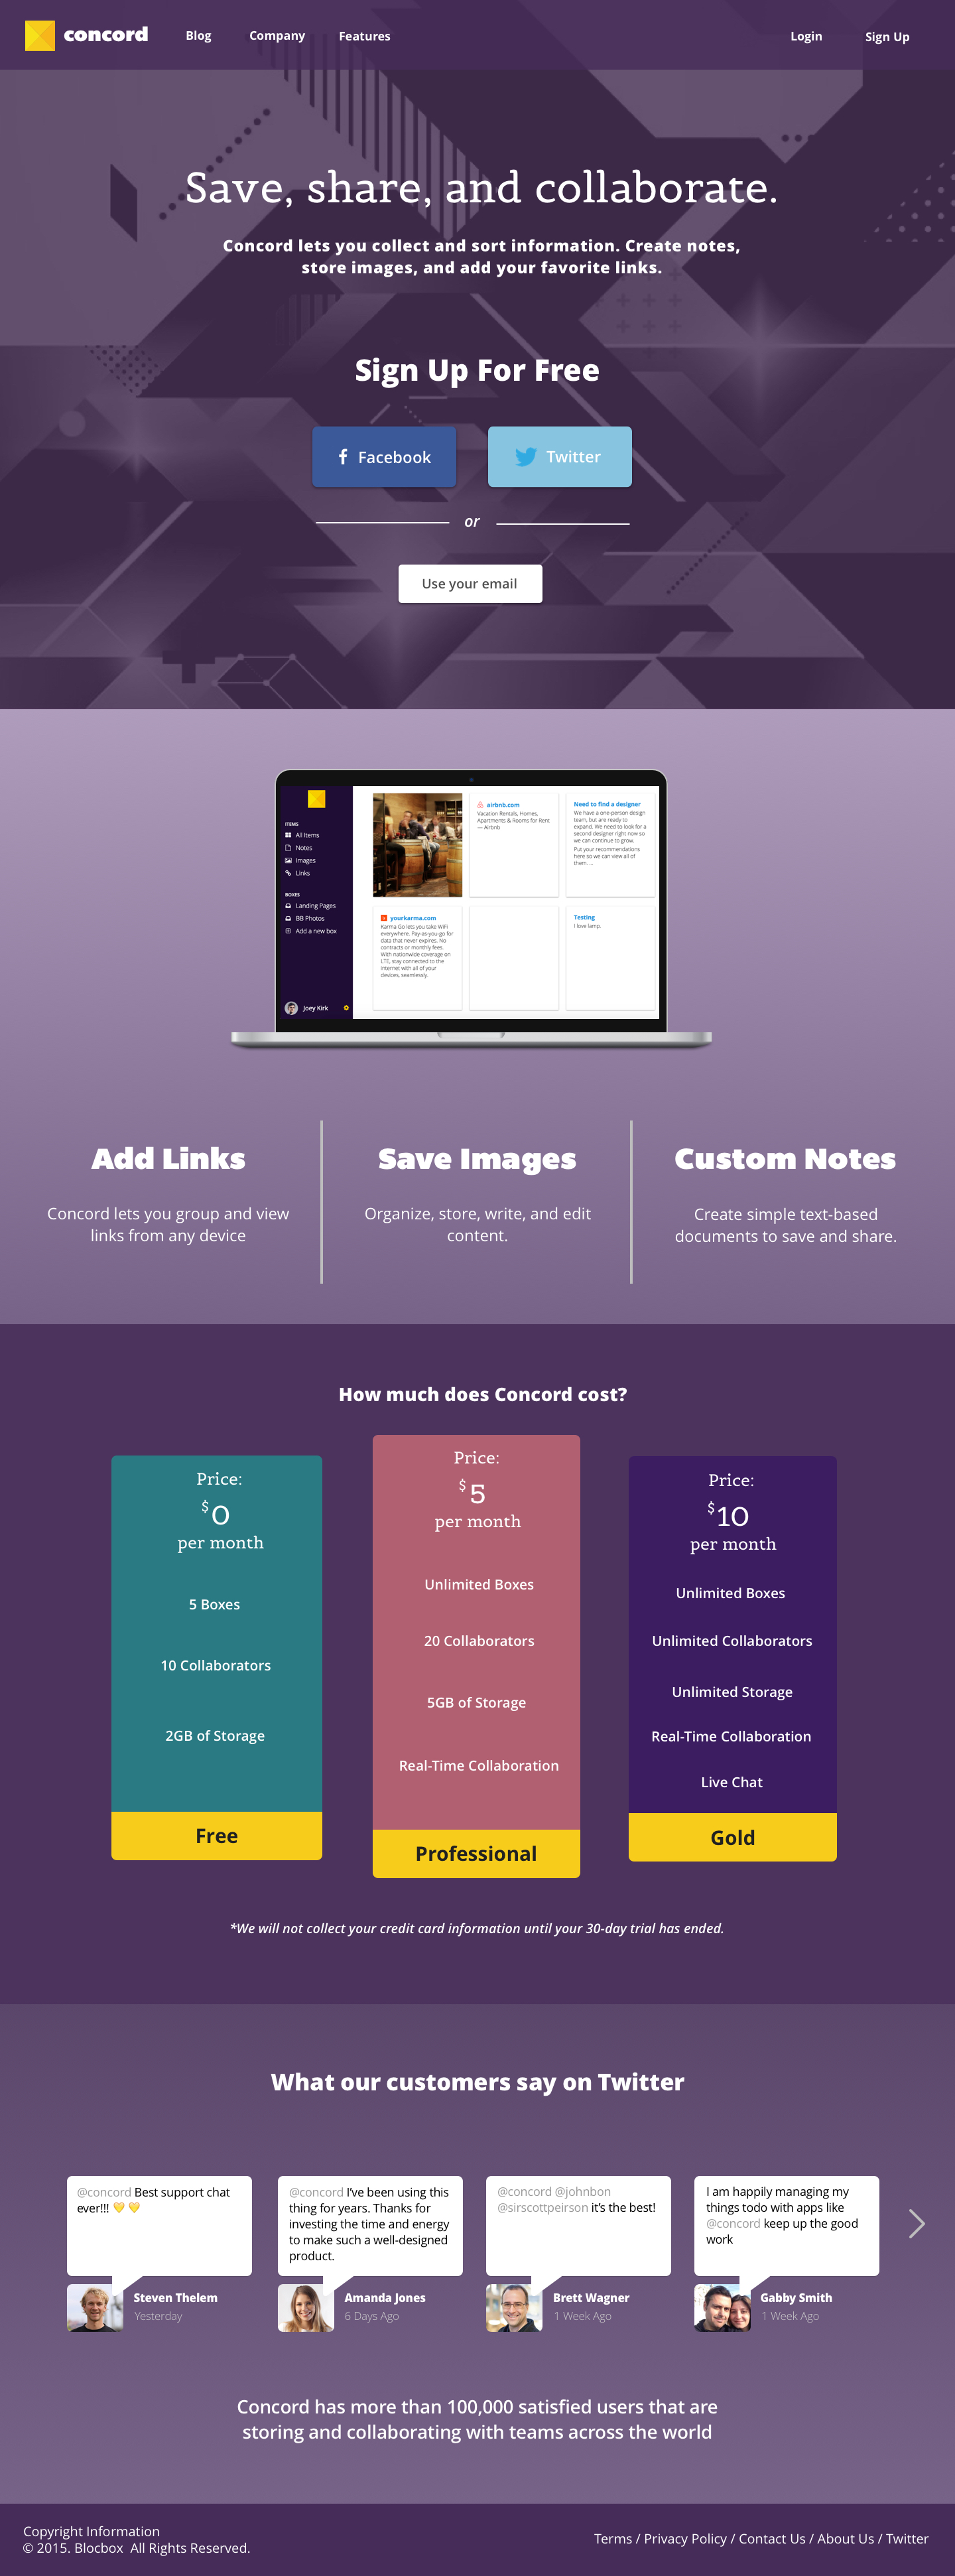 concord
Blog
Company
Features
Login
Sign Up
Save, share, and collaborate.
Concord lets you collect and sort information. Create notes,
store images, and add your favorite links.
Sign Up For Free
Facebook
Twitter
or
Use your email
ITEMS
All Items
Notes
Images
Links
BOXES
Landing Pages
BB Photos
Add a new box
Joey Kirk
airbnb.com
Vacation Rentals, Homes,
Apartments & Rooms for Rent
— Airbnb
Need to find a designer
We have a one-person design
team, but are ready to
expand. We need to look for a
second designer right now so
we can continue to grow.
Put your recommendations
here so we can view all of
them ...
yourkarma.com
Karma Go lets you take WiFi
everywhere. Pay-as-you-go for
data that never expires. No
contracts or monthly fees.
With nationwide coverage on
LTE, stay connected to the
internet with all of your
devices, seamlessly.
Testing
I love lamp.
Add Links
Concord lets you group and view
links from any device
Save Images
Organize, store, write, and edit
content.
Custom Notes
Create simple text-based
documents to save and share.
How much does Concord cost?
Price:
$0
per month
5 Boxes
10 Collaborators
2GB of Storage
Free
Price:
$5
per month
Unlimited Boxes
20 Collaborators
5GB of Storage
Real-Time Collaboration
Professional
Price:
$10
per month
Unlimited Boxes
Unlimited Collaborators
Unlimited Storage
Real-Time Collaboration
Live Chat
Gold
*We will not collect your credit card information until your 30-day trial has ended.
What our customers say on Twitter
@concord Best support chat
ever!!! 💛 💛
Steven Thelem
Yesterday
@concord I've been using this
thing for years. Thanks for
investing the time and energy
to make such a well-designed
product.
Amanda Jones
6 Days Ago
@concord @johnbon
@sirscottpeirson it's the best!
Brett Wagner
1 Week Ago
I am happily managing my
things todo with apps like
@concord keep up the good
work
Gabby Smith
1 Week Ago
Concord has more than 100,000 satisfied users that are
storing and collaborating with teams across the world
Copyright Information
© 2015. Blocbox All Rights Reserved.
Terms / Privacy Policy / Contact Us / About Us / Twitter